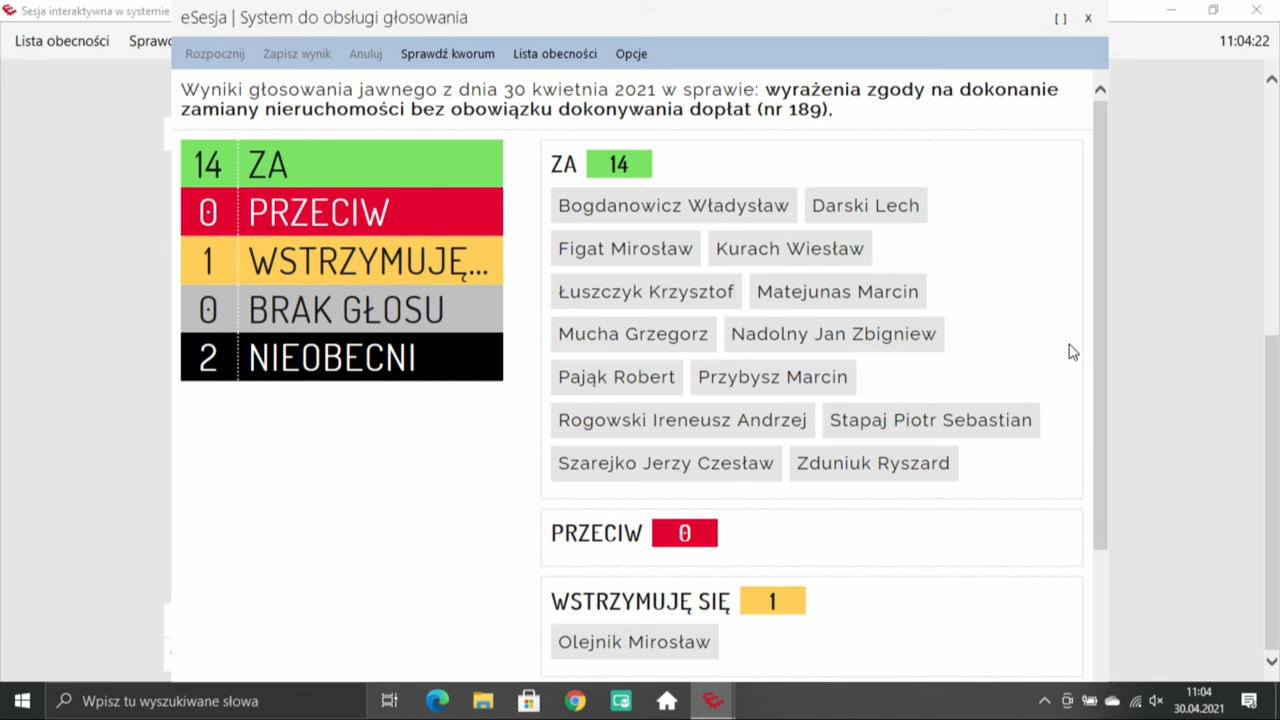 Sesja interaktywna w systemie
eSesja | System do obsługi głosowania
[ ] X
Lista obecności
Rozpocznij Zapisz wynik Anuluj Sprawdź kworum Lista obecności Opcje
11:04:22
Wyniki głosowania jawnego z dnia 30 kwietnia 2021 w sprawie: wyrażenia zgody na dokonanie
zamiany nieruchomości bez obowiązku dokonywania dopłat (nr 189).
14 ZA
0 PRZECIW
1 WSTRZYMUJĘ...
0 BRAK GŁOSU
2 NIEOBECNI
ZA 14
Bogdanowicz Władysław Darski Lech
Figat Mirosław Kurach Wiesław
Łuszczyk Krzysztof Matejunas Marcin
Mucha Grzegorz Nadolny Jan Zbigniew
Pająk Robert Przybysz Marcin
Rogowski Ireneusz Andrzej Stapaj Piotr Sebastian
Szarejko Jerzy Czesław Zduniuk Ryszard
PRZECIW 0
WSTRZYMUJĘ SIĘ 1
Olejnik Mirosław
Wpisz tu wyszukiwane słowa
11:04
30.04.2021